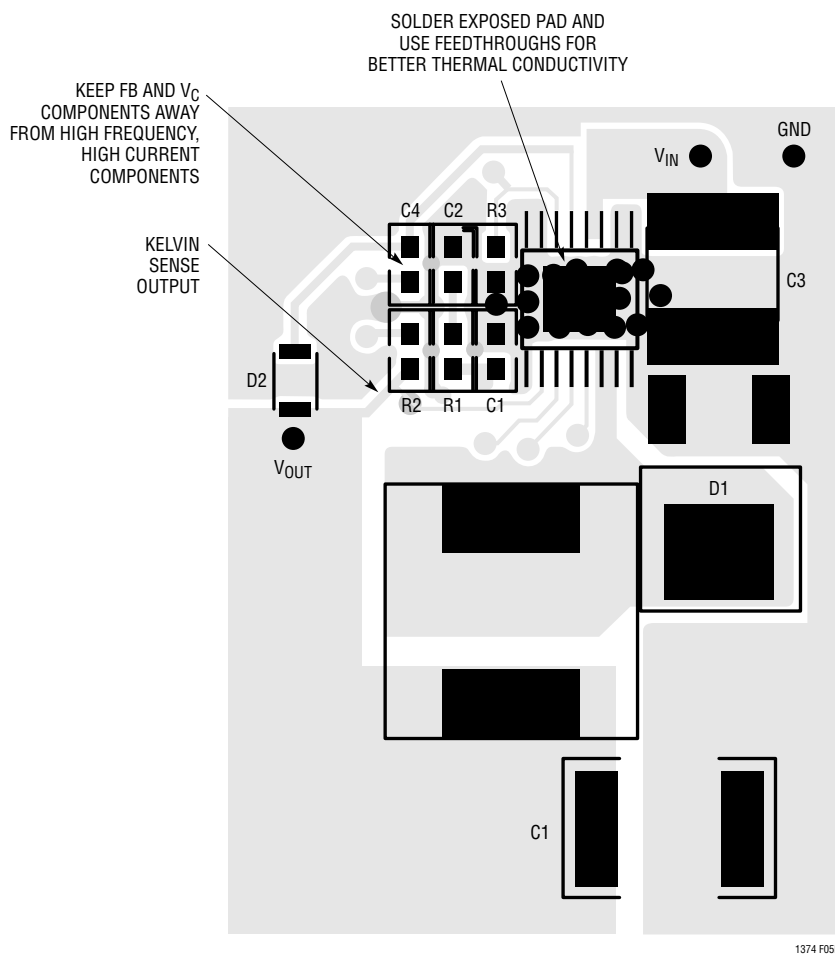 SOLDER EXPOSED PAD AND
USE FEEDTHROUGHS FOR
BETTER THERMAL CONDUCTIVITY
KEEP FB AND VC
COMPONENTS AWAY
FROM HIGH FREQUENCY,
HIGH CURRENT
COMPONENTS
GND
VIN
C4 C2 R3
KELVIN
SENSE
OUTPUT
C3
D2
R2 R1 C1
VOUT
D1
C1
1374 F05